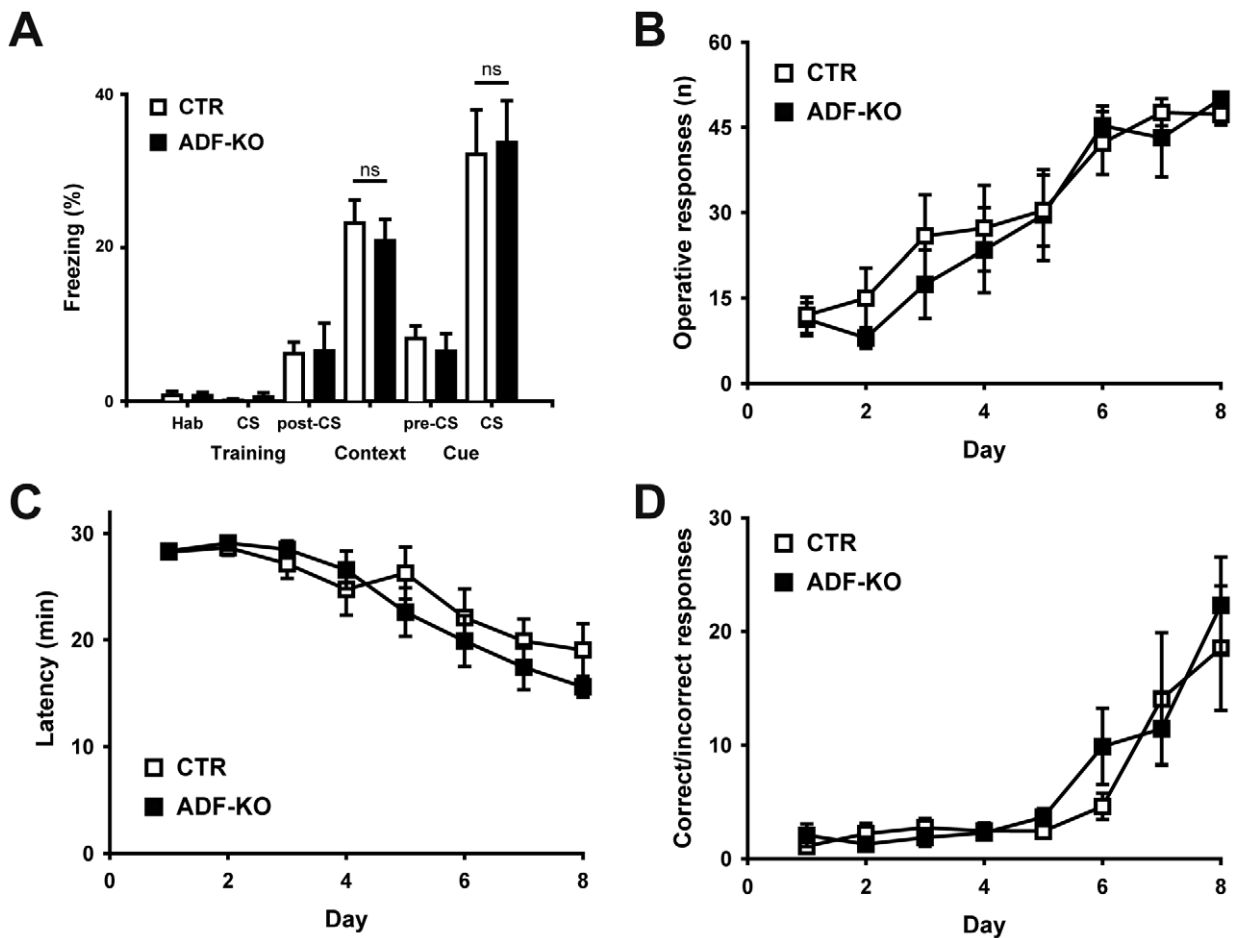 A
ns
ns
CTR
ADF-KO
Freezing (%)
40
20
0
Hab CS post-CS pre-CS CS
Training Context Cue
B
CTR
ADF-KO
Operative responses (n)
60
45
30
15
0
0 2 4 6 8
Day
C
Latency (min)
30
20
10
0
CTR
ADF-KO
0 2 4 6 8
Day
D
CTR
ADF-KO
Correct/incorrect responses
30
20
10
0
0 2 4 6 8
Day